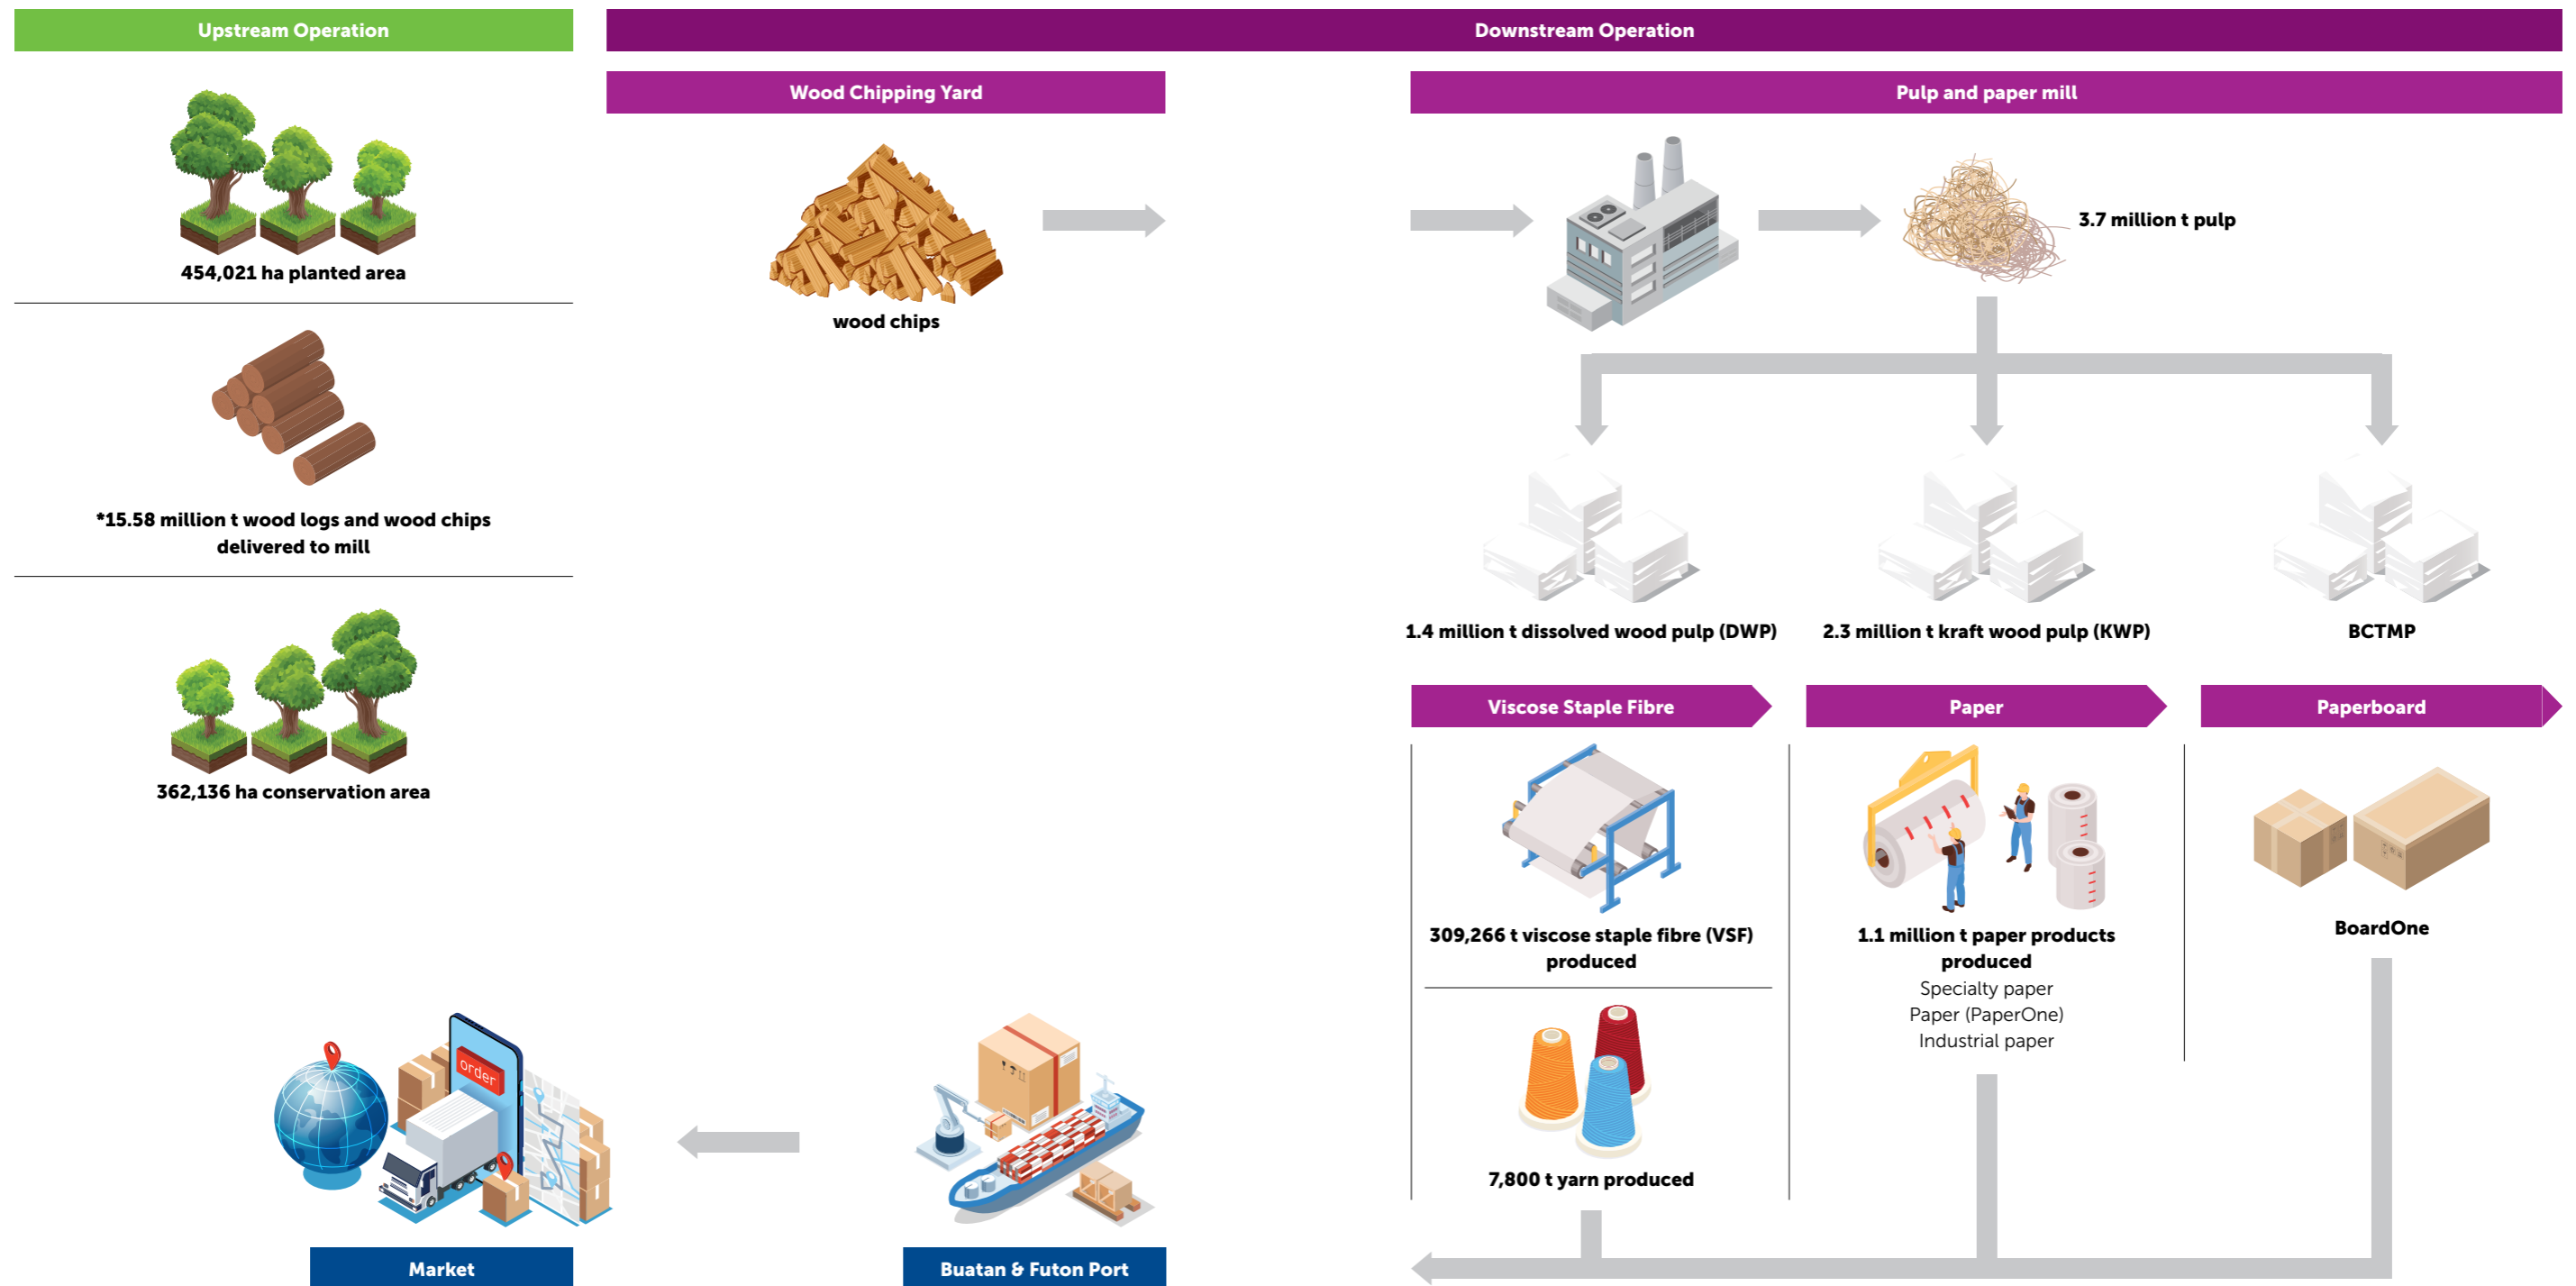 Upstream Operation
Downstream Operation
Wood Chipping Yard
Pulp and paper mill
454,021 ha planted area
*15.58 million t wood logs and wood chips
delivered to mill
362,136 ha conservation area
wood chips
3.7 million t pulp
1.4 million t dissolved wood pulp (DWP)
2.3 million t kraft wood pulp (KWP)
BCTMP
Viscose Staple Fibre
Paper
Paperboard
309,266 t viscose staple fibre (VSF)
produced
7,800 t yarn produced
1.1 million t paper products
produced
Specialty paper
Paper (PaperOne)
Industrial paper
BoardOne
order
Market
Buatan & Futon Port